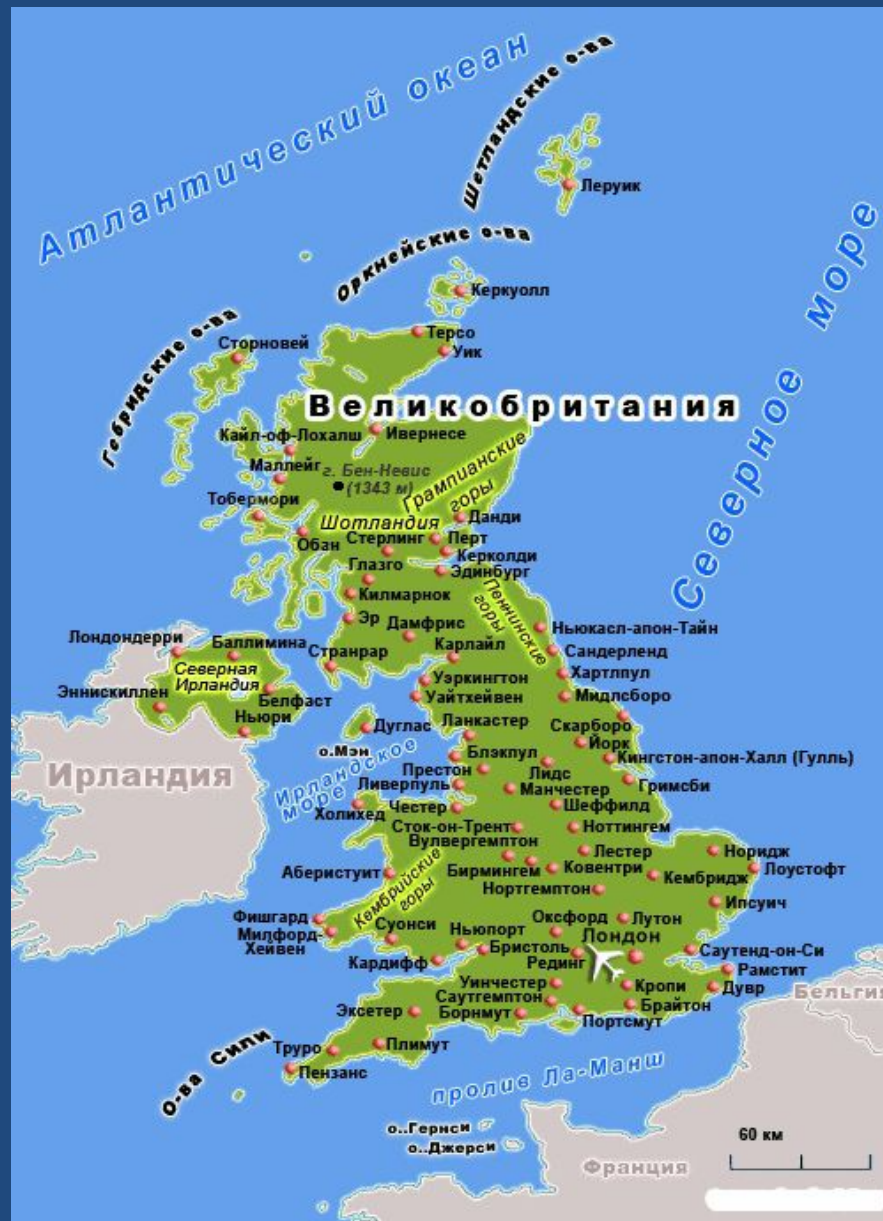 Атлантический океан
Шетландские о-ва
Леруик
Оркнейские о-ва
Керкуолл
Северное море
Гебридские о-ва
Сторновей
Терсо
Уик
Великобритания
Кайл-оф-Лохалш
Ивернесе
Маллейг
г. Бен-Невис
(1343 м)
Грампианские
горы
Тобермори
Шотландия
Данди
Обан
Стерлинг
Перт
Керколди
Глазго
Эдинбург
Килмарнок
Пеннинские
горы
Эр
Дамфрис
Ньюкасл-апон-Тайн
Лондондерри
Баллимина
Странрар
Карлайл
Сандерленд
Северная
Ирландия
Уэркингтон
Хартлпул
Эннискиллен
Белфаст
Уайтхейвен
Мидлсборо
Ньюри
Дуглас
Ланкастер
Скарборо
о.Мэн
Йорк
Ирландия
Ирландское
море
Блэкпул
Кингстон-апон-Халл (Гулль)
Престон
Лидс
Ливерпуль
Манчестер
Гримсби
Холихед
Честер
Шеффилд
Сток-он-Трент
Ноттингем
Вулвергемптон
Лестер
Норидж
Аберистуит
Кембрийские
горы
Бирмингем
Ковентри
Кембридж
Лоустофт
Нортгемптон
Ипсуич
Фишгард
Милфорд-
Хейвен
Суонси
Ньюпорт
Оксфорд
Лутон
Лондон
Кардифф
Бристоль
Рединг
Саутенд-он-Си
Рамстит
Уинчестер
Кропи
Дувр
Бельгия
Эксетер
Саутгемптон
Борнмут
Брайтон
Портсмут
О-ва Сили
Труро
Плимут
Пензанс
пролив Ла-Манш
о..Гернси
о..Джерси
60 км
Франция